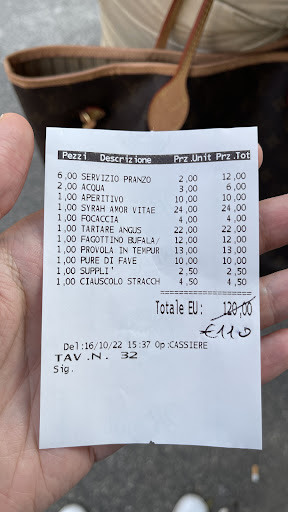 Pezzi Descrizione Prz.Unit Prz.Tot
6,00 SERVIZIO PRANZO 2,00 12,00
2,00 ACQUA 3,00 6,00
1,00 APERITIVO 10,00 10,00
1,00 SYRAH AMOR VITAE 24,00 24,00
1,00 FOCACCIA 4,00 4,00
1,00 TARTARE ANGUS 22,00 22,00
1,00 FAGOTTINO BUFALA/ 12,00 12,00
1,00 PROVOLA IN TEMPUR 13,00 13,00
1,00 PURE DI FAVE 10,00 10,00
1,00 SUPPLI' 2,50 2,50
1,00 CIAUSCOLO STRACCH 4,50 4,50
====================
Totale EU: 120,00
€110
Del:16/10/22 15:37 Op:CASSIERE
TAV.N. 32
Sig.